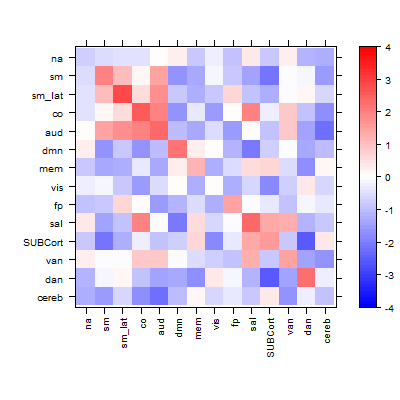 na
sm
sm_lat
co
aud
dmn
mem
vis
fp
sal
SUBCort
van
dan
cereb
na
sm
sm_lat
co
aud
dmn
mem
vis
fp
sal
SUBCort
van
dan
cereb
4
3
2
1
0
-1
-2
-3
-4